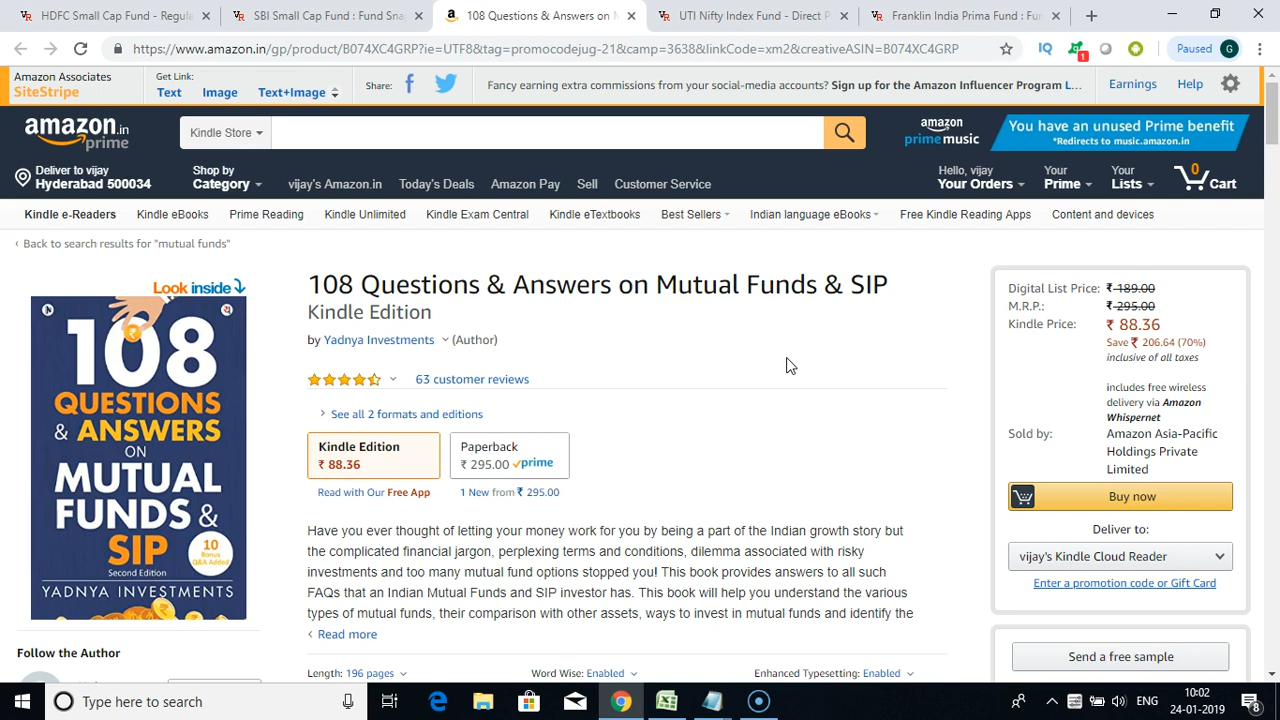 HDFC Small Cap Fund - Regula
SBI Small Cap Fund : Fund Snap
108 Questions & Answers on M
UTI Nifty Index Fund - Direct P
Franklin India Prima Fund : Fun
https://www.amazon.in/gp/product/B074XC4GRP?ie=UTF8&tag=promocodejug-21&camp=3638&linkCode=xm2&creativeASIN=B074XC4GRP
IQ
1
Paused G
Amazon Associates
SiteStripe
Get Link:
Text Image Text+Image
Share:
Fancy earning extra commissions from your social-media accounts? Sign up for the Amazon Influencer Program L...
Earnings Help
amazon.in
prime
Kindle Store
amazon
prime music
You have an unused Prime benefit
*Redirects to music.amazon.in
Deliver to vijay
Hyderabad 500034
Shop by
Category
vijay's Amazon.in Today's Deals Amazon Pay Sell Customer Service
Hello, vijay
Your Orders
Your
Prime
Your
Lists
0
Cart
Kindle e-Readers Kindle eBooks Prime Reading Kindle Unlimited Kindle Exam Central Kindle eTextbooks Best Sellers Indian language eBooks Free Kindle Reading Apps Content and devices
‹ Back to search results for "mutual funds"
Look inside
108
QUESTIONS
& ANSWERS
ON
MUTUAL
FUNDS &
SIP
10
Bonus
Q&A Added
Second Edition
YADNYA INVESTMENTS
Follow the Author
108 Questions & Answers on Mutual Funds & SIP
Kindle Edition
by Yadnya Investments (Author)
63 customer reviews
See all 2 formats and editions
Kindle Edition
₹ 88.36
Paperback
₹ 295.00 prime
Read with Our Free App
1 New from ₹ 295.00
Have you ever thought of letting your money work for you by being a part of the Indian growth story but
the complicated financial jargon, perplexing terms and conditions, dilemma associated with risky
investments and too many mutual fund options stopped you! This book provides answers to such
FAQs that an Indian Mutual Funds and SIP investor has. This book will help you understand the various
types of mutual funds, their comparison with other assets, ways to invest in mutual funds and identify the
‹ Read more
Length: 196 pages
Word Wise: Enabled
Enhanced Typesetting: Enabled
Digital List Price: ₹ 189.00
M.R.P.: ₹ 295.00
Kindle Price: ₹ 88.36
Save ₹ 206.64 (70%)
inclusive of all taxes
includes free wireless
delivery via Amazon
Whispernet
Sold by: Amazon Asia-Pacific
Holdings Private
Limited
Buy now
Deliver to:
vijay's Kindle Cloud Reader
Enter a promotion code or Gift Card
Send a free sample
Type here to search
ENG
10:02
24-01-2019
8